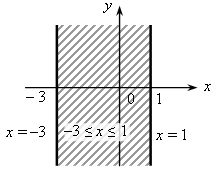 y
x
−3 0 1
x=−3 −3 ≤ x ≤ 1 x=1